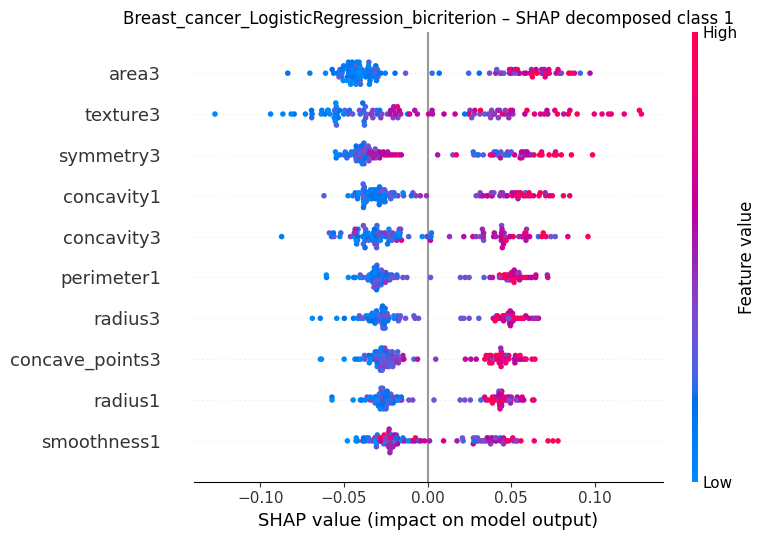 Breast_cancer_LogisticRegression_bicriterion – SHAP decomposed class 1
High
area3
texture3
symmetry3
concavity1
concavity3
perimeter1
radius3
concave_points3
radius1
smoothness1
Feature value
Low
−0.10 −0.05 0.00 0.05 0.10
SHAP value (impact on model output)